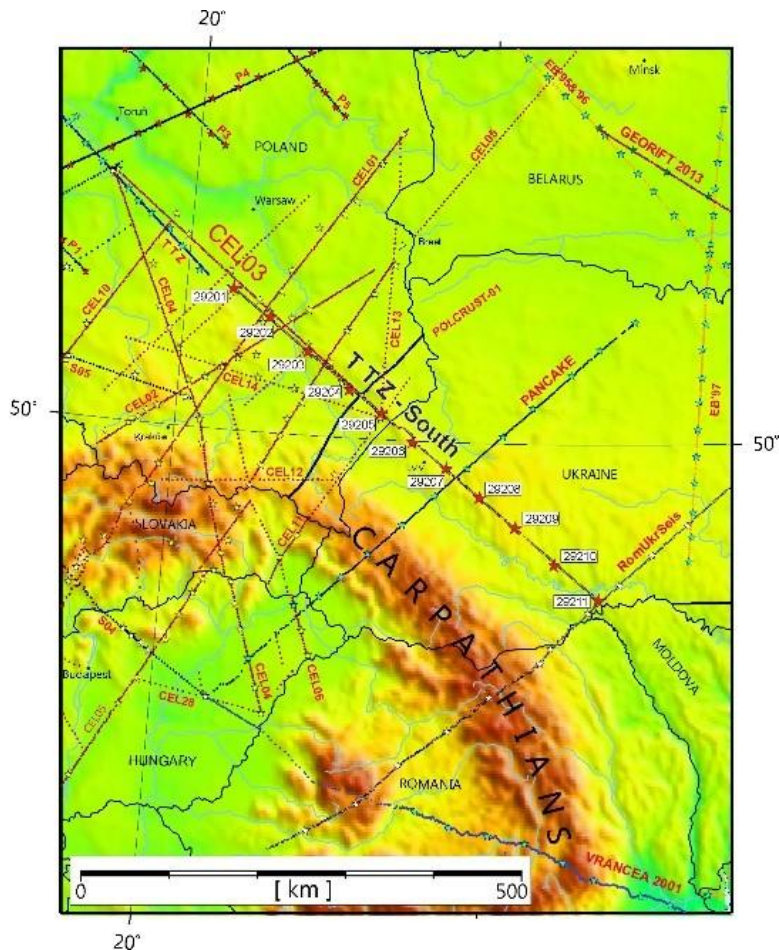 20°
Minsk
P4
EB'95&'96
P5
Toruń
P3
GEORIFT 2013
CEL05
POLAND
CEL01
BELARUS
Warsaw
LP1
TTZ
CEL03
Brest
CEL10
29201
CEL04
POLCRUST-01
29202
CEL13
29203
TTZ - South
S05
CEL14
29204
PANCAKE
EB'97
50°
CEL02
29205
Kraków
29206
50°
CEL12
29207
UKRAINE
29208
SLOVAKIA
29209
CARPATHIANS
29210
RomUkrSeis
29211
S04
MOLDOVA
Budapest
CEL04
CEL06
CEL05
CEL28
HUNGARY
ROMANIA
VRANCEA 2001
0 [ km ] 500
20°